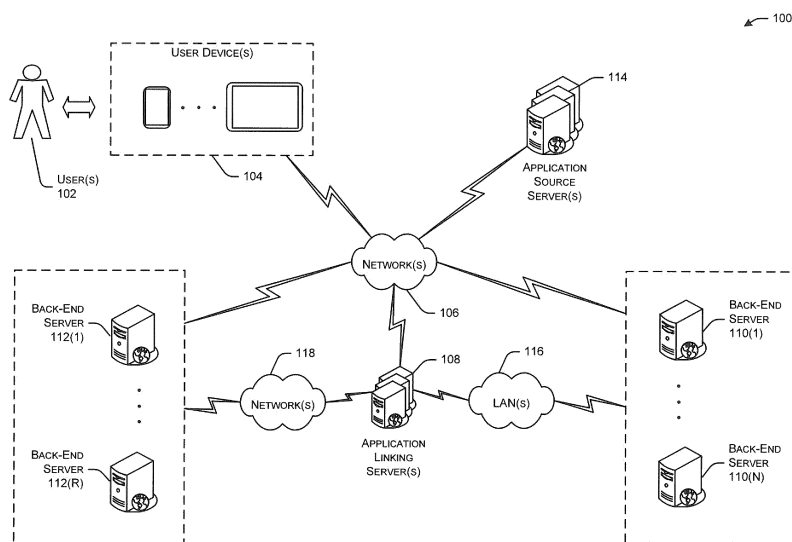 100
USER DEVICE(S)
USER(S)
102
104
114
APPLICATION
SOURCE
SERVER(S)
NETWORK(S)
106
BACK-END
SERVER
112(1)
BACK-END
SERVER
110(1)
118
NETWORK(S)
108
116
LAN(S)
APPLICATION
LINKING
SERVER(S)
BACK-END
SERVER
112(R)
BACK-END
SERVER
110(N)